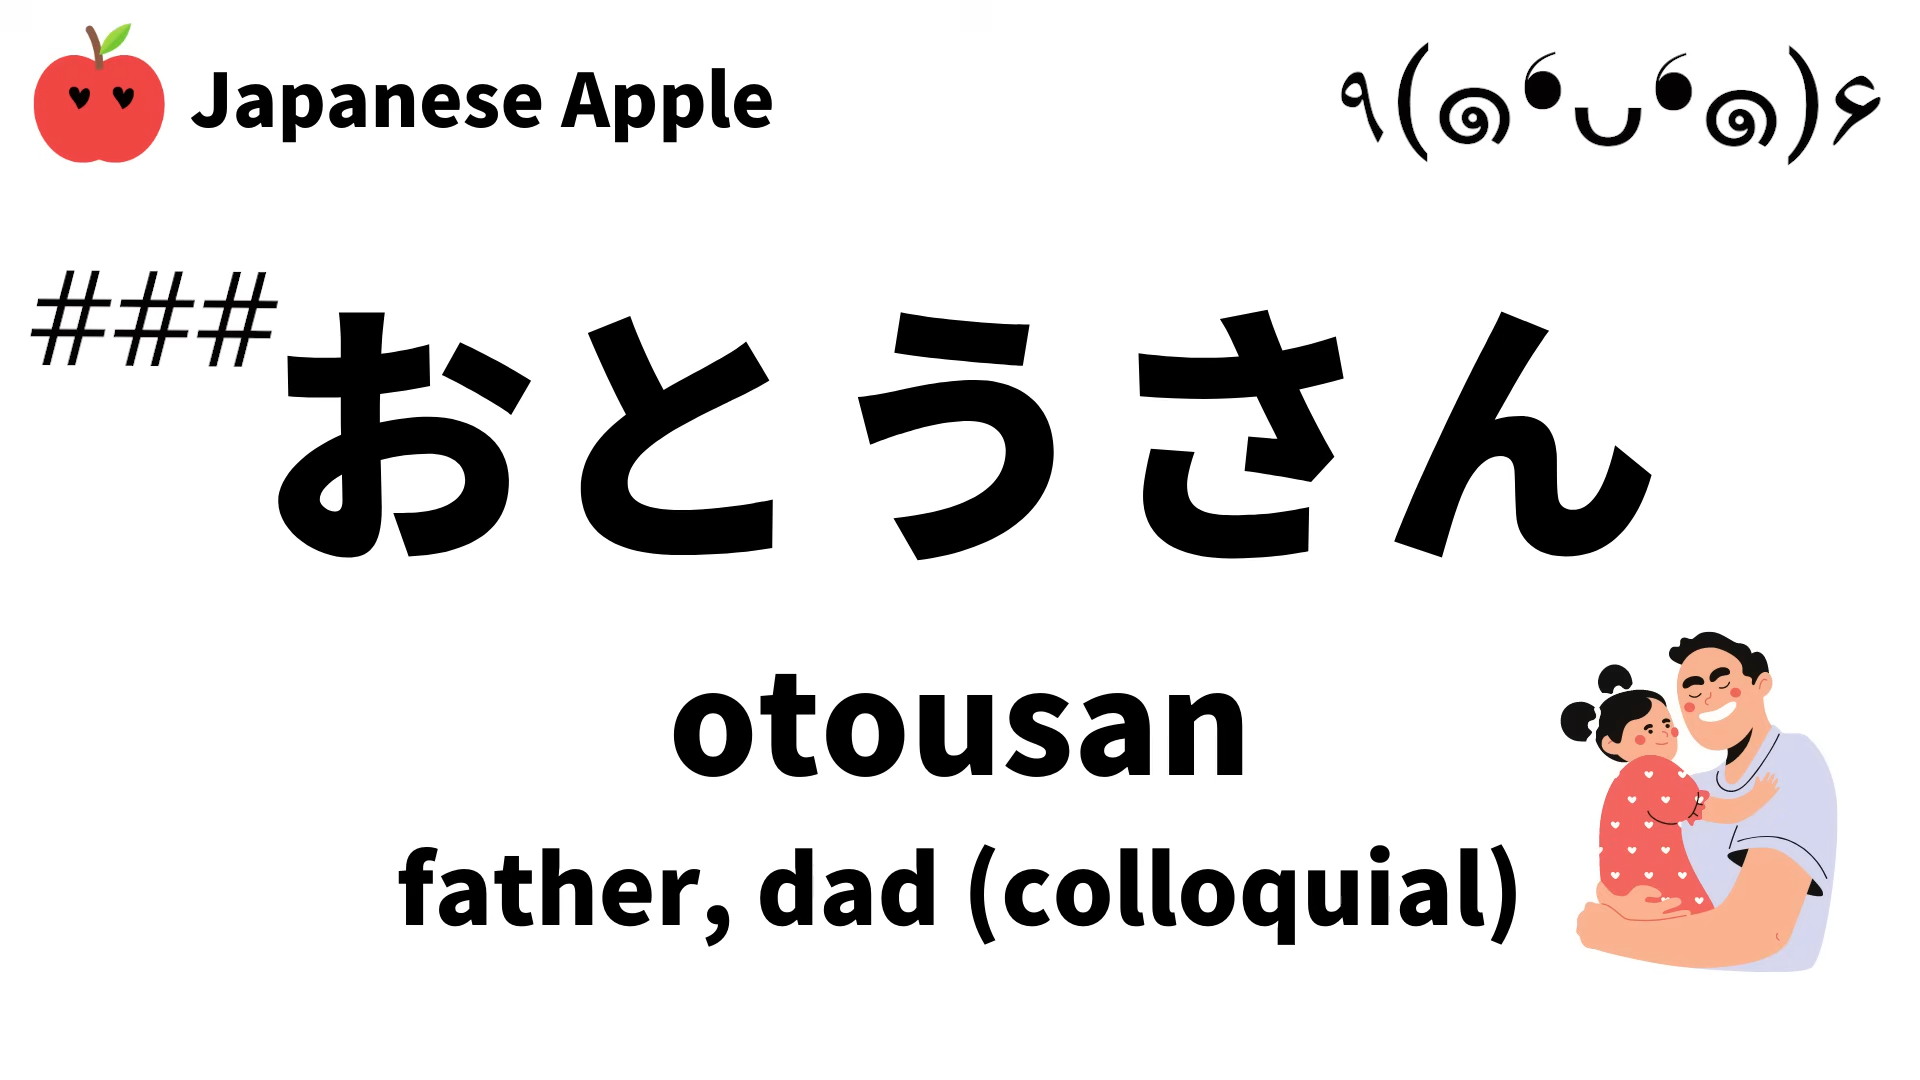 Japanese Apple
٩(๑❛ᴗ❛๑)۶
###
おとうさん
otousan
father, dad (colloquial)